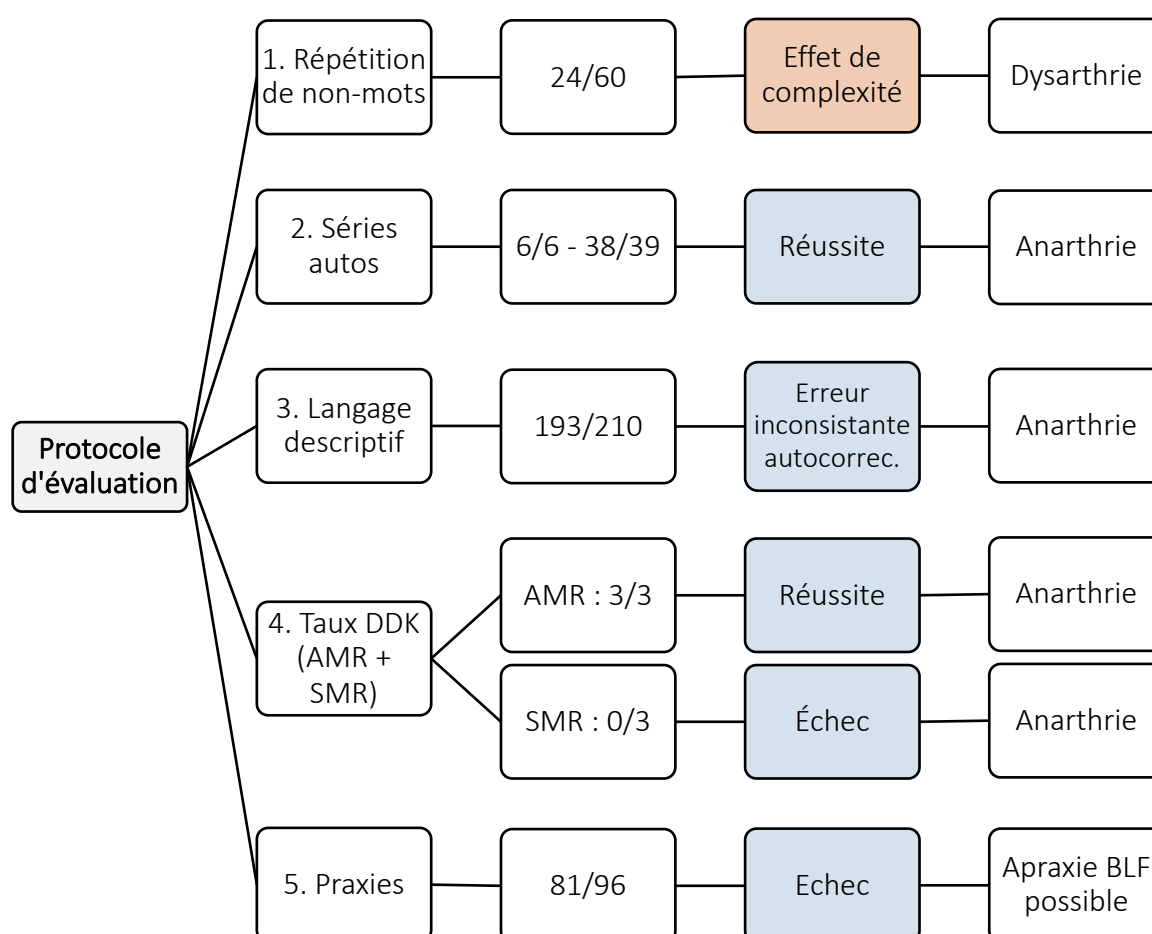 Protocole
d'évaluation
1. Répétition
de non-mots
24/60
Effet de
complexité
Dysarthrie
2. Séries
autos
6/6 - 38/39
Réussite
Anarthrie
3. Langage
descriptif
193/210
Erreur
inconsistante
autocorrec.
Anarthrie
4. Taux DDK
(AMR +
SMR)
AMR : 3/3
Réussite
Anarthrie
SMR : 0/3
Échec
Anarthrie
5. Praxies
81/96
Echec
Apraxie BLF
possible